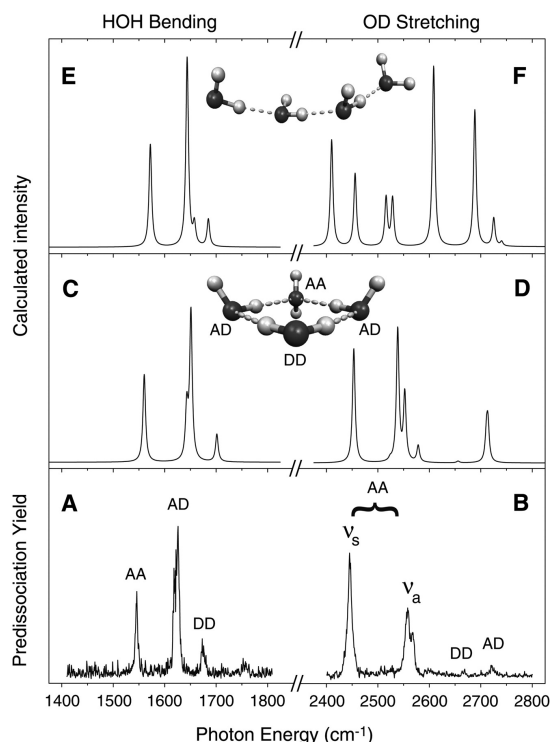 HOH Bending
OD Stretching
Calculated intensity
Predissociation Yield
E
F
C
D
AA
AD
AD
DD
A
B
AA
AD
DD
AA
νs
νa
DD
AD
1400 1500 1600 1700 1800
2400 2500 2600 2700 2800
Photon Energy (cm-1)